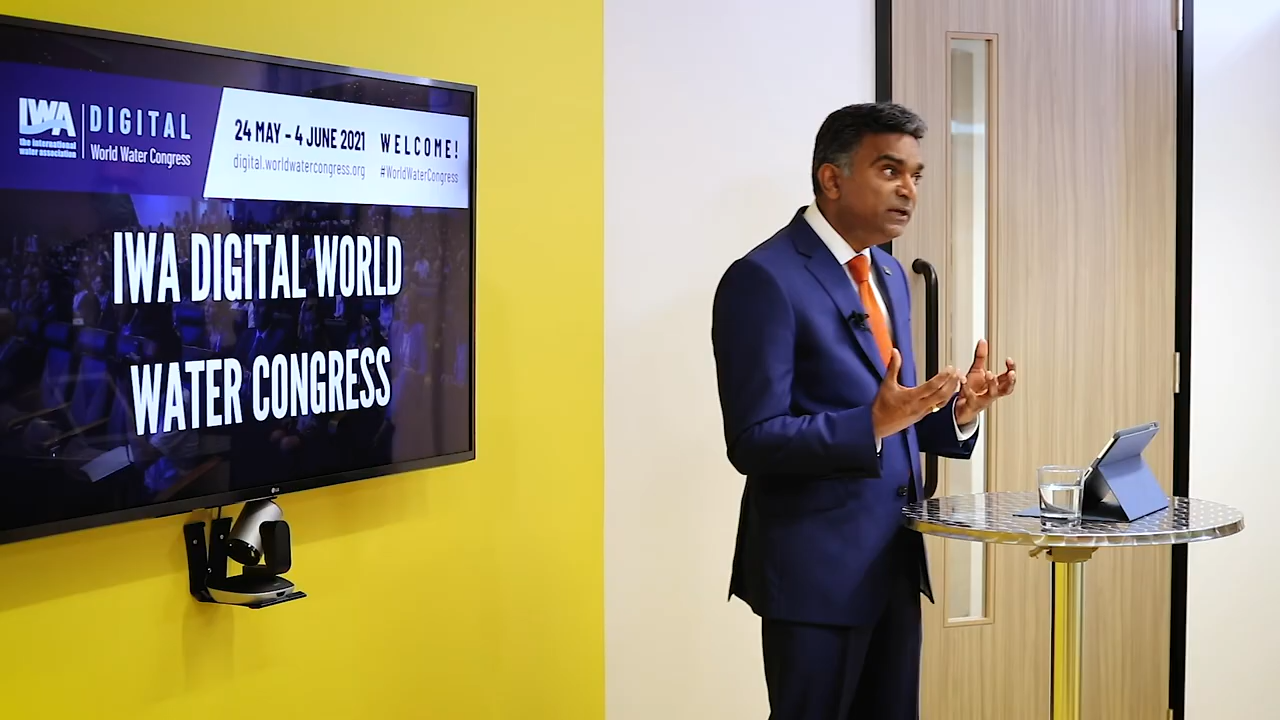 IWA
the international
water association
DIGITAL
World Water Congress
24 MAY – 4 JUNE 2021
digital.worldwatercongress.org
WELCOME!
#WorldWaterCongress
IWA DIGITAL WORLD
WATER CONGRESS
LG